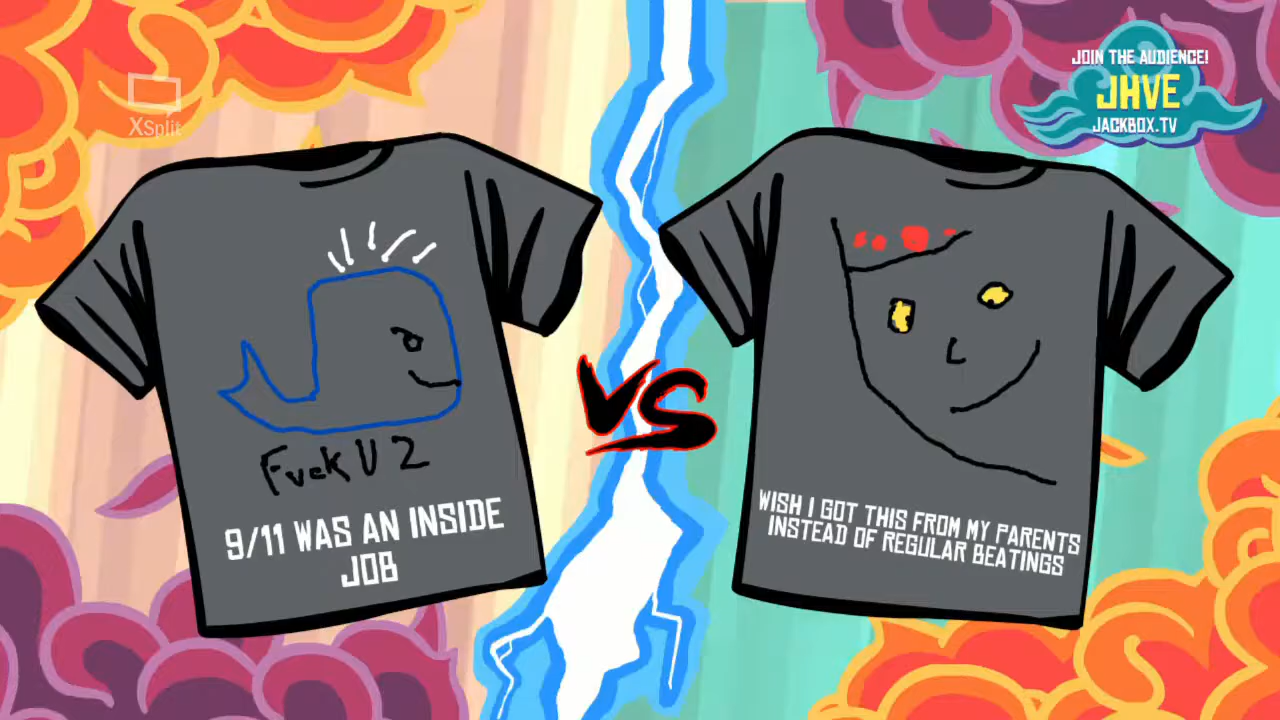 JOIN THE AUDIENCE!
JHVE
JACKBOX.TV
XSplit
VS
Fuck U 2
9/11 WAS AN INSIDE
JOB
WISH I GOT THIS FROM MY PARENTS
INSTEAD OF REGULAR BEATINGS